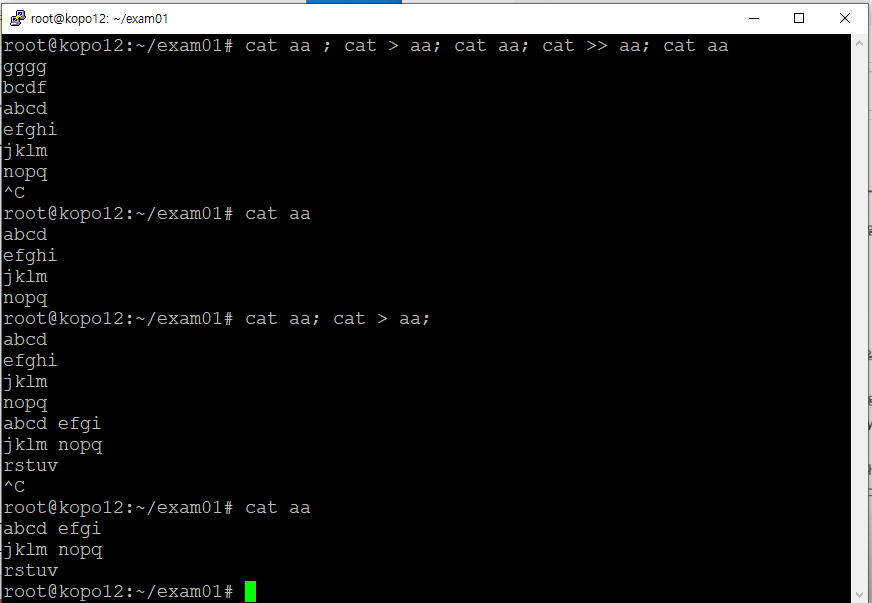 root@kopo12: ~/exam01
root@kopo12:~/exam01# cat aa ; cat > aa; cat aa; cat >> aa; cat aa
gggg
bcdf
abcd
efghi
jklm
nopq
^C
root@kopo12:~/exam01# cat aa
abcd
efghi
jklm
nopq
root@kopo12:~/exam01# cat aa; cat > aa;
abcd
efghi
jklm
nopq
abcd efgi
jklm nopq
rstuv
^C
root@kopo12:~/exam01# cat aa
abcd efgi
jklm nopq
rstuv
root@kopo12:~/exam01#